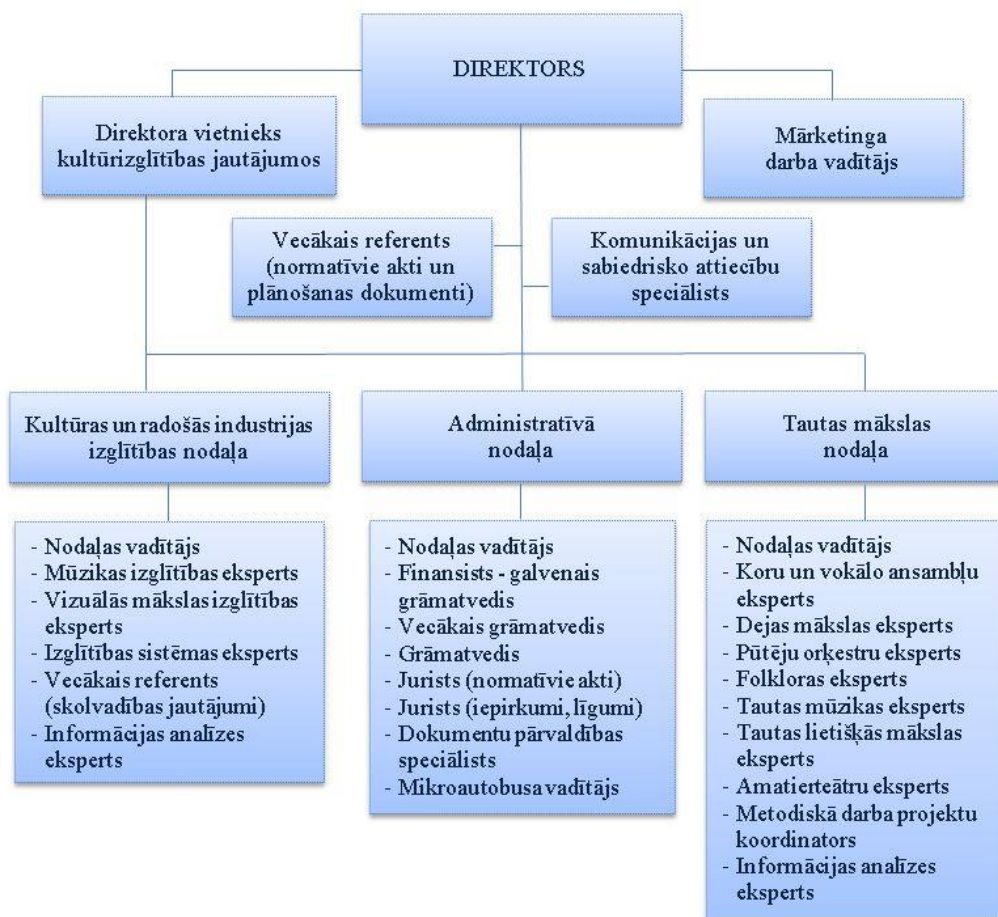 DIREKTORS
Direktora vietnieks
kultūrizglītības jautājumos
Mārketinga
darba vadītājs
Vecākais referents
(normatīvie akti un
plānošanas dokumenti)
Komunikācijas un
sabiedrisko attiecību
speciālists
Kultūras un radošās industrijas
izglītības nodaļa
Administratīvā
nodaļa
Tautas mākslas
nodaļa
- Nodaļas vadītājs
- Mūzikas izglītības eksperts
- Vizuālās mākslas izglītības
eksperts
- Izglītības sistēmas eksperts
- Vecākais referents
(skolvadības jautājumi)
- Informācijas analīzes
eksperts
- Nodaļas vadītājs
- Finansists - galvenais
grāmatvedis
- Vecākais grāmatvedis
- Grāmatvedis
- Jurists (normatīvie akti)
- Jurists (iepirkumi, līgumi)
- Dokumentu pārvaldības
speciālists
- Mikroautobusa vadītājs
- Nodaļas vadītājs
- Koru un vokālo ansambļu
eksperts
- Dejas mākslas eksperts
- Pūtēju orķestru eksperts
- Folkloras eksperts
- Tautas mūzikas eksperts
- Tautas lietišķās mākslas
eksperts
- Amatierteātru eksperts
- Metodiskā darba projektu
koordinators
- Informācijas analīzes
eksperts